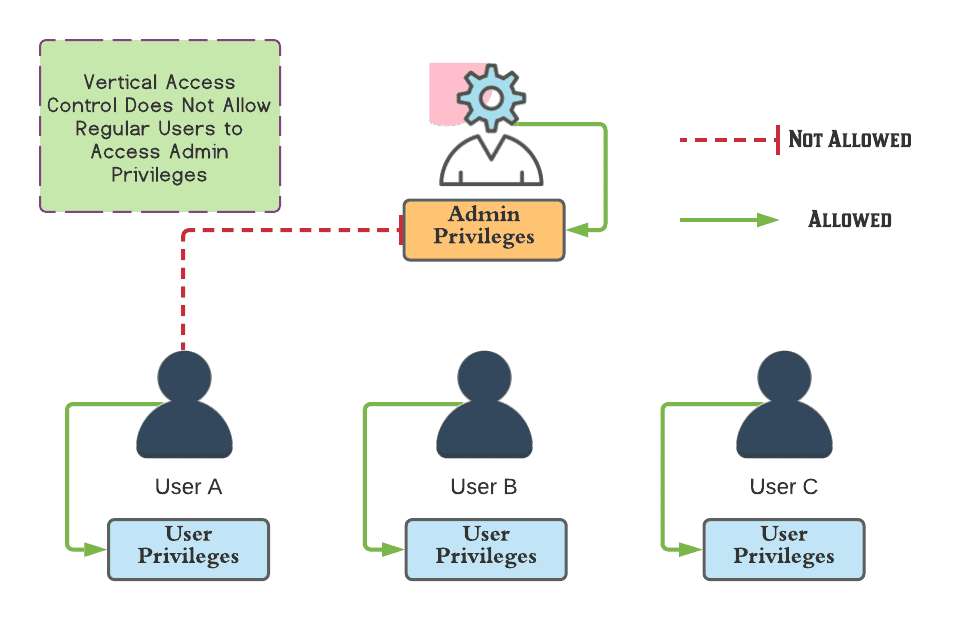 Vertical Access
Control Does Not Allow
Regular Users to
Access Admin
Privileges
Admin
Privileges
Not Allowed
Allowed
User A
User B
User C
User
Privileges
User
Privileges
User
Privileges